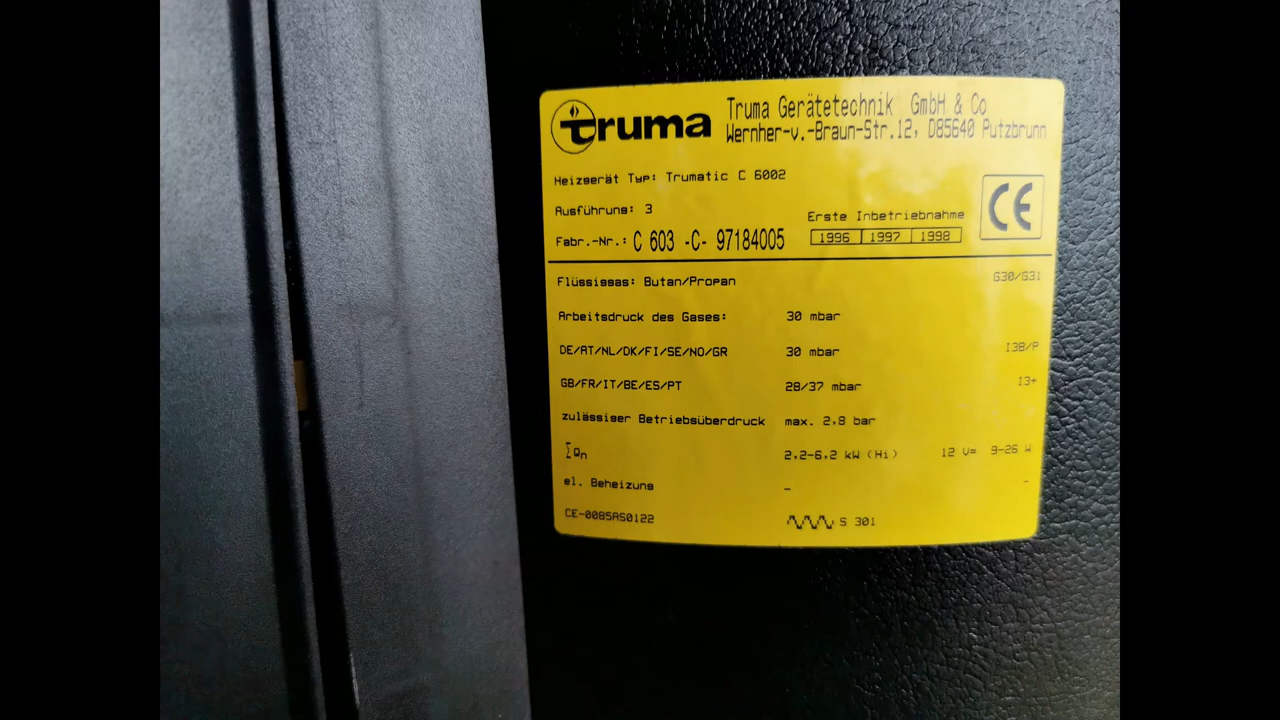 truma
Truma Gerätetechnik GmbH & Co
Wernher-v.-Braun-Str.12, D85640 Putzbrunn
Heizgerät Typ: Trumatic C 6002
Ausführung: 3
Erste Inbetriebnahme
CE
Fabr.-Nr.: C 603 -C- 97184005
1996 1997 1998
Flüssiggas: Butan/Propan G30/G31
Arbeitsdruck des Gases: 30 mbar
DE/AT/NL/DK/FI/SE/NO/GR 30 mbar I3B/P
GB/FR/IT/BE/ES/PT 28/37 mbar I3+
zulässiger Betriebsüberdruck max. 2,8 bar
∑Qn 2,2-6,2 kW (Hi) 12 V= 9-26 W
el. Beheizung - -
CE-0085AS0122 S 301